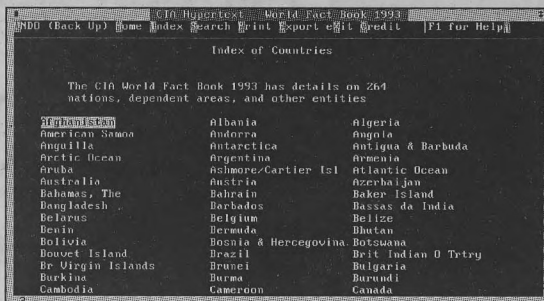 CIA Hypertext World Fact Book 1993
UNDO (Back Up) Home Index Search Print Export eXit Credit |F1 for Help|
Index of Countries
The CIA World Fact Book 1993 has details on 264
nations, dependent areas, and other entities
Afghanistan Albania Algeria
American Samoa Andorra Angola
Anguilla Antarctica Antigua & Barbuda
Arctic Ocean Argentina Armenia
Aruba Ashmore/Cartier Isl Atlantic Ocean
Australia Austria Azerbaijan
Bahamas, The Bahrain Baker Island
Bangladesh Barbados Bassas da India
Belarus Belgium Belize
Benin Bermuda Bhutan
Bolivia Bosnia & Hercegovina Botswana
Bouvet Island Brazil Brit Indian O Trtry
Br Virgin Islands Brunei Bulgaria
Burkina Burma Burundi
Cambodia Cameroon Canada